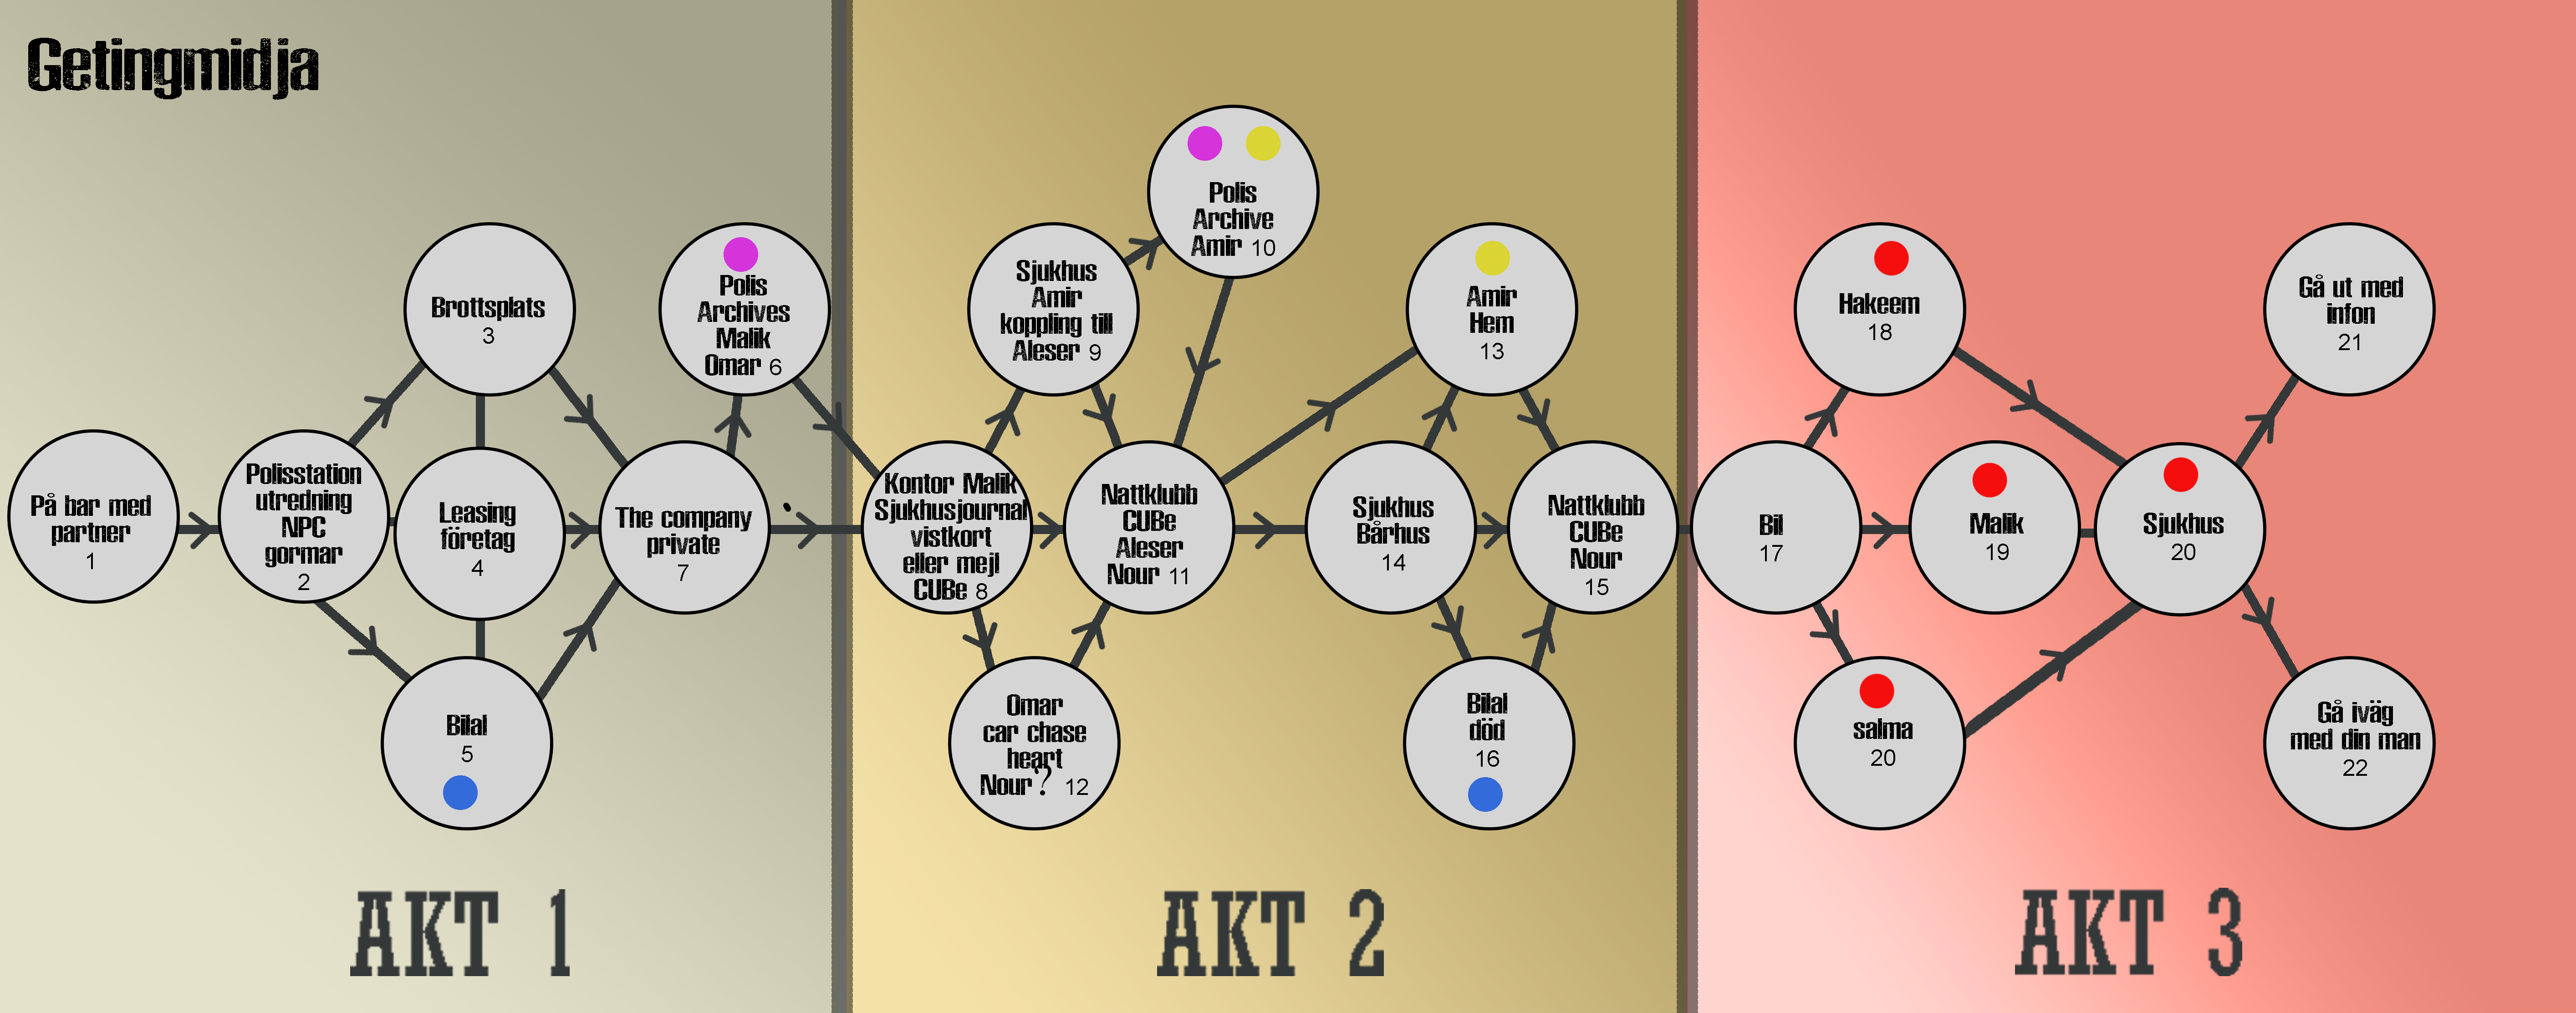 Getingmidja
På bar med
partner
1
Polisstation
utredning
NPC
gormar
2
Brottsplats
3
Leasing
företag
4
Bilal
5
Polis
Archives
Malik
Omar 6
The company
private
7
AKT 1
Kontor Malik
Sjukhusjournal
vistkort
eller mejl
CUBe 8
Sjukhus
Amir
koppling till
Aleser 9
Polis
Archive
Amir 10
Nattklubb
CUBe
Aleser
Nour 11
Omar
car chase
heart
Nour? 12
Amir
Hem
13
Sjukhus
Bårhus
14
Nattklubb
CUBe
Nour
15
Bilal
död
16
AKT 2
Bil
17
Hakeem
18
Malik
19
salma
20
Sjukhus
20
Gå ut med
infon
21
Gå iväg
med din man
22
AKT 3